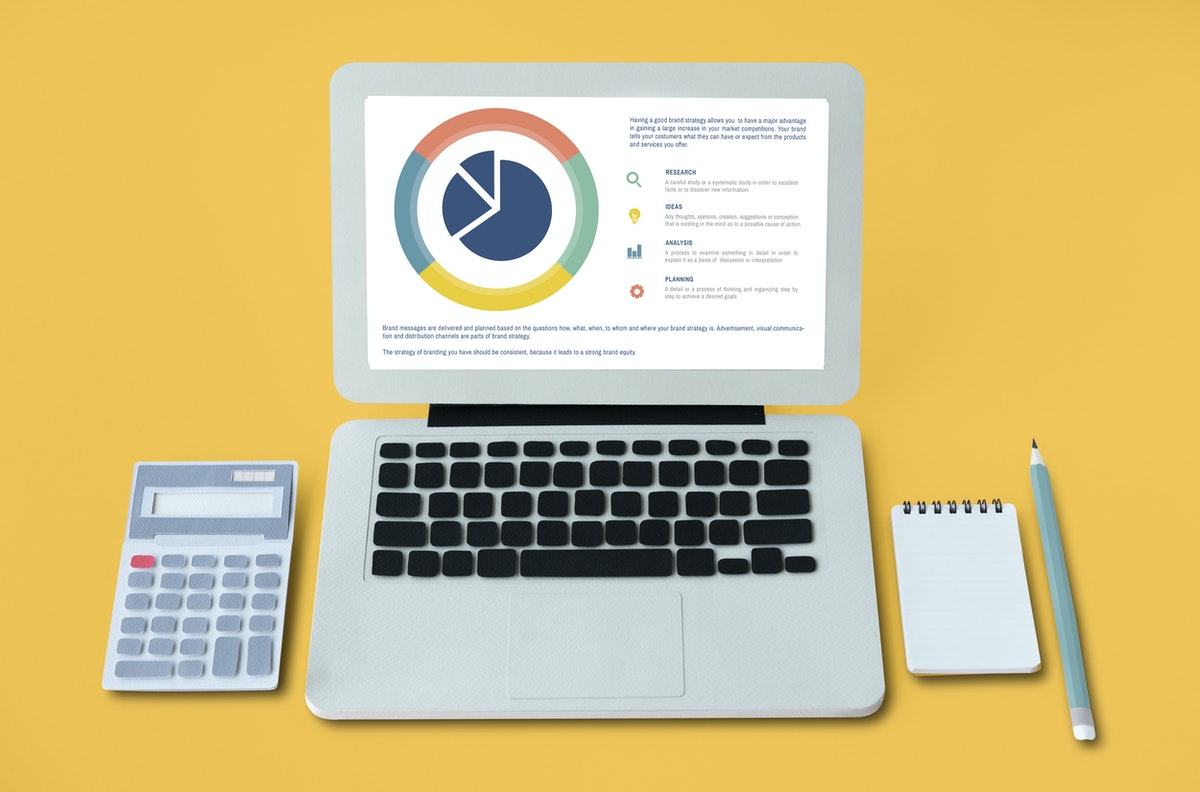 Having a good brand strategy allows you to have a major advantage
in gaining a large increase in your market competitions. Your brand
tells your costumers what they can have or expect from the products
and services you offer.
RESEARCH
A careful study or a systematic study in order to establish
facts or to discover new information.
IDEAS
Any thoughts, opinions, creation, suggestions or conception
that is existing in the mind as to a possible cause of action.
ANALYSIS
A process to examine something in detail in order to
explain it as a basis of discussion or interpretation
PLANNING
A detail or a process of thinking and organizing step by
step to achieve a desired goals
Brand messages are delivered and planned based on the questions how, what, when, to whom and where your brand strategy is. Advertisement, visual communica-
tion and distribution channels are parts of brand strategy.
The strategy of branding you have should be consistent, because it leads to a strong brand equity.